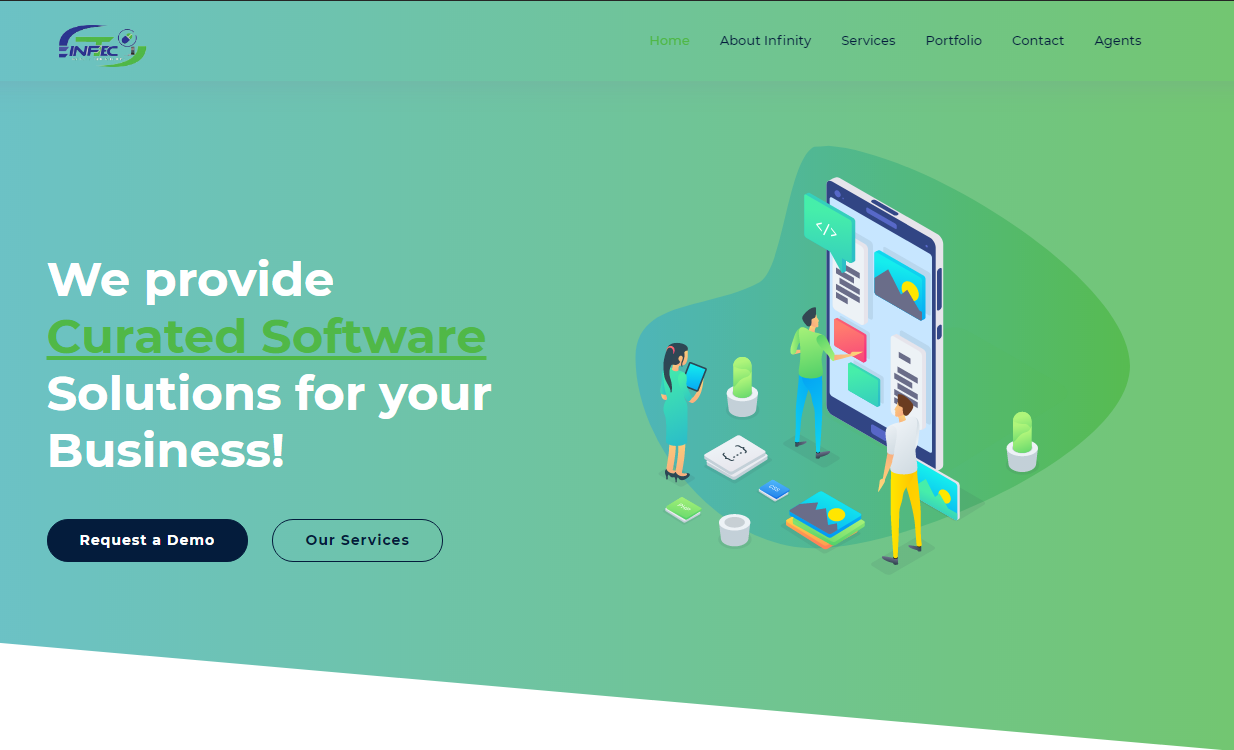 INFEC
Home
About Infinity
Services
Portfolio
Contact
Agents
We provide
Curated Software
Solutions for your
Business!
Request a Demo
Our Services
</>
{...}